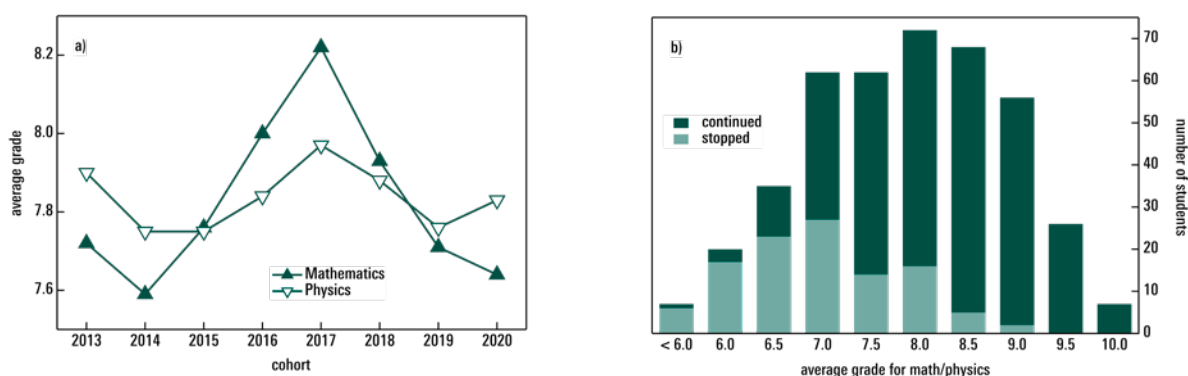 a)
average grade
8.2
8.0
7.8
7.6
Mathematics
Physics
2013 2014 2015 2016 2017 2018 2019 2020
cohort
b)
continued
stopped
70
60
50
40
30
20
10
0
number of students
< 6.0 6.0 6.5 7.0 7.5 8.0 8.5 9.0 9.5 10.0
average grade for math/physics